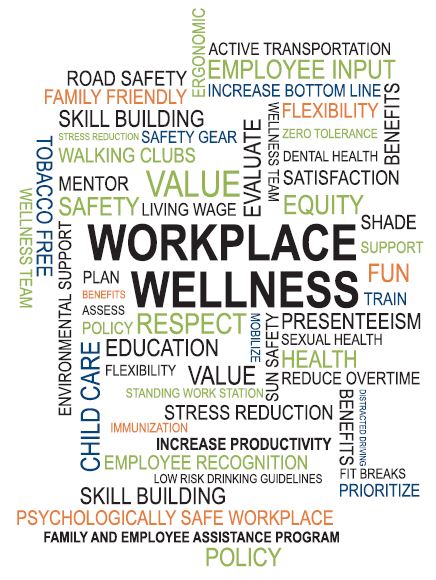 ERGONOMIC
ACTIVE TRANSPORTATION
ROAD SAFETY
EMPLOYEE INPUT
FAMILY FRIENDLY
INCREASE BOTTOM LINE
SKILL BUILDING
WELLNESS TEAM
FLEXIBILITY
BENEFITS
STRESS REDUCTION
SAFETY GEAR
EVALUATE
ZERO TOLERANCE
TOBACCO FREE
WALKING CLUBS
DENTAL HEALTH
MENTOR
VALUE
SATISFACTION
WELLNESS TEAM
SAFETY
LIVING WAGE
EQUITY
SHADE
ENVIRONMENTAL SUPPORT
WORKPLACE
SUPPORT
PLAN
WELLNESS
FUN
BENEFITS
TRAIN
ASSESS
POLICY
RESPECT
MOBILIZE
SUN SAFETY
PRESENTEEISM
SEXUAL HEALTH
CHILD CARE
EDUCATION
HEALTH
FLEXIBILITY
VALUE
REDUCE OVERTIME
STANDING WORK STATION
BENEFITS
DISTRACTED DRIVING
STRESS REDUCTION
IMMUNIZATION
INCREASE PRODUCTIVITY
EMPLOYEE RECOGNITION
LOW RISK DRINKING GUIDELINES
FIT BREAKS
SKILL BUILDING
PRIORITIZE
PSYCHOLOGICALLY SAFE WORKPLACE
FAMILY AND EMPLOYEE ASSISTANCE PROGRAM
POLICY